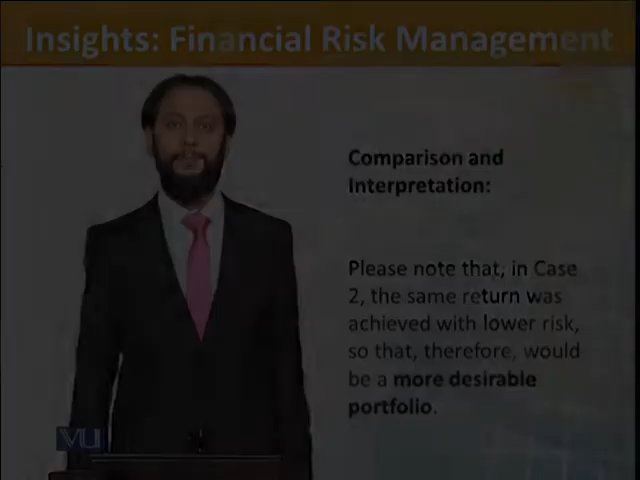 Insights: Financial Risk Management
Comparison and
Interpretation:
Please note that, in Case
2, the same return was
achieved with lower risk,
so that, therefore, would
be a more desirable
portfolio.
VU